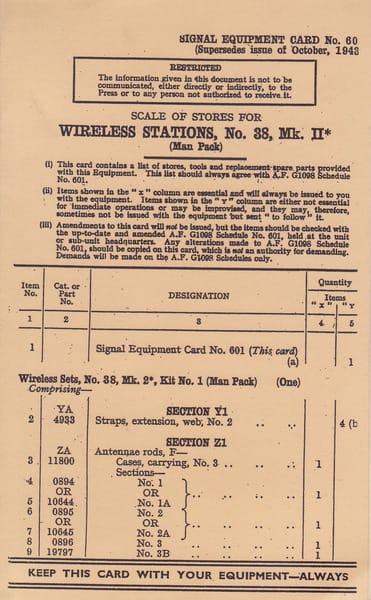 SIGNAL EQUIPMENT CARD No. 60
(Supersedes issue of October, 1943
RESTRICTED
The information given in this document is not to be
communicated, either directly or indirectly, to the
Press or to any person not authorized to receive it.
SCALE OF STORES FOR
WIRELESS STATIONS, No. 38, Mk. II*
(Man Pack)
(i) This card contains a list of stores, tools and replacement spare parts provided
with this Equipment. This list should always agree with A.F. G1098 Schedule
No. 601.
(ii) Items shown in the "x" column are essential and will always be issued to you
with the equipment. Items shown in the "Y" column are either not essential
for immediate operations or may be improvised, and they may, therefore,
sometimes not be issued with the equipment but sent "to follow" it.
(iii) Amendments to this card will not be issued, but the items should be checked with
the up-to-date and amended A.F. G1098 Schedule No. 601, held at the unit
or sub-unit headquarters. Any alterations made to A.F. G1098 Schedule
No. 601, should be copied on this card, which is not an authority for demanding.
Demands will be made on the A.F. G1098 Schedules only.
Item No. Cat. or Part No. DESIGNATION Quantity
Items
"X" "Y
1 2 3 4 5
1 Signal Equipment Card No. 601 (This card)
(a) 1
Wireless Sets, No. 38, Mk. 2*, Kit No. 1 (Man Pack) (One)
Comprising—
YA SECTION Y1
2 4933 Straps, extension, web, No. 2 .. .. 4 (b
SECTION Z1
ZA Antennae rods, F—
3 11800 Cases, carrying, No. 3 .. .. .. 1
Sections—
4 0894 No. 1
OR OR .. .. .. 1
5 10644 No. 1A
6 0895 No. 2
OR OR .. .. .. 1
7 10645 No. 2A
8 0896 No. 3 .. .. .. 1
9 19797 No. 3B .. .. .. 1
KEEP THIS CARD WITH YOUR EQUIPMENT—ALWAYS